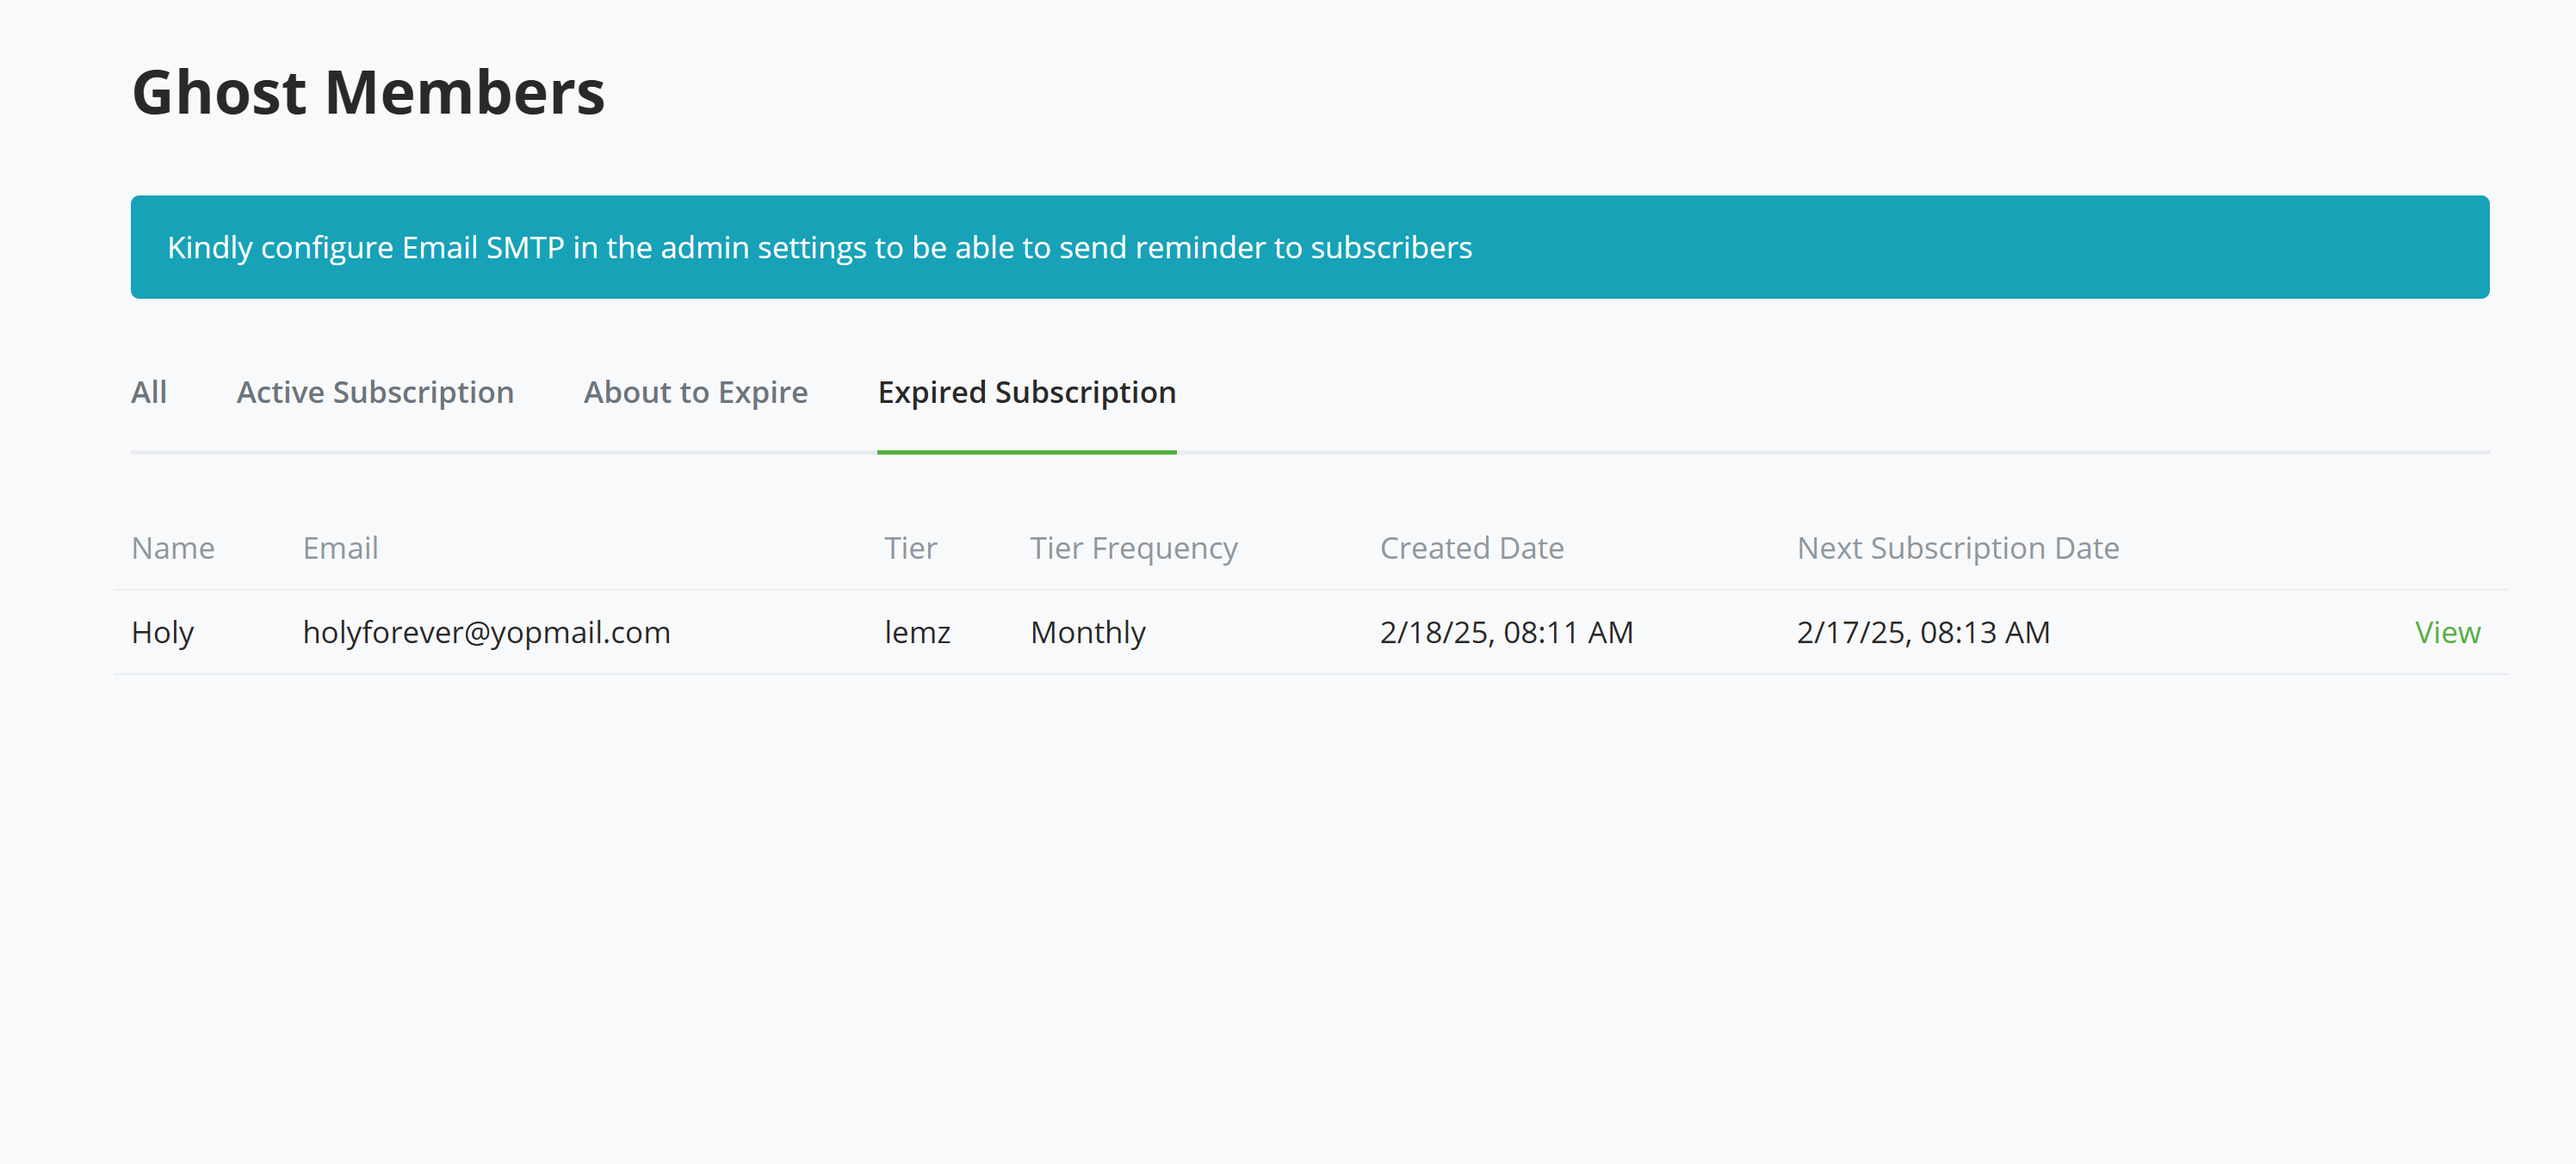 Ghost Members
Kindly configure Email SMTP in the admin settings to be able to send reminder to subscribers
All Active Subscription About to Expire Expired Subscription
Name Email Tier Tier Frequency Created Date Next Subscription Date
Holy holyforever@yopmail.com lemz Monthly 2/18/25, 08:11 AM 2/17/25, 08:13 AM View